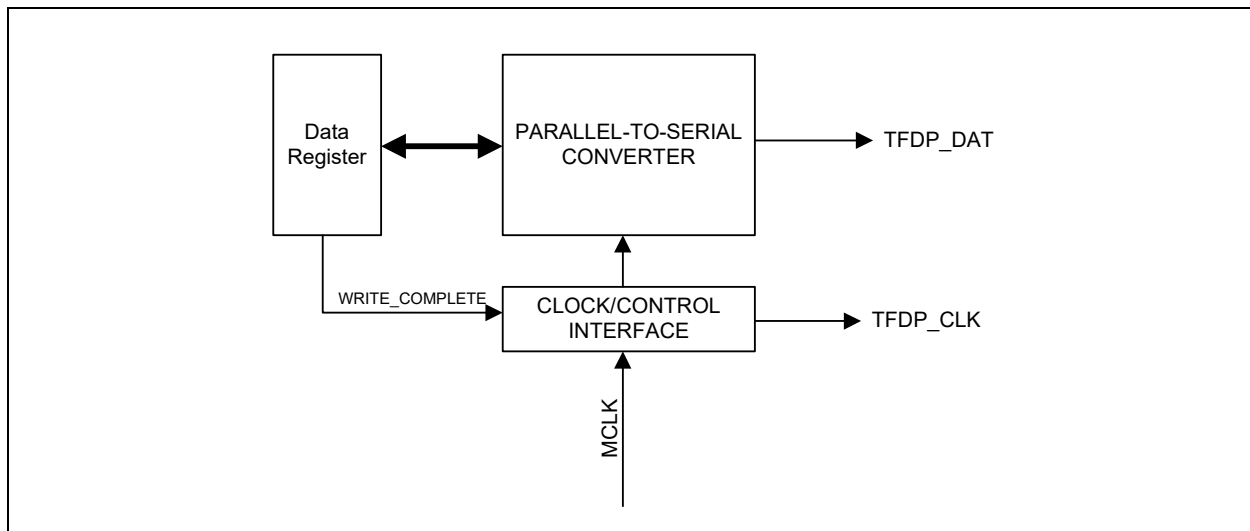 Data
Register
PARALLEL-TO-SERIAL
CONVERTER
TFDP_DAT
WRITE_COMPLETE
CLOCK/CONTROL
INTERFACE
TFDP_CLK
MCLK